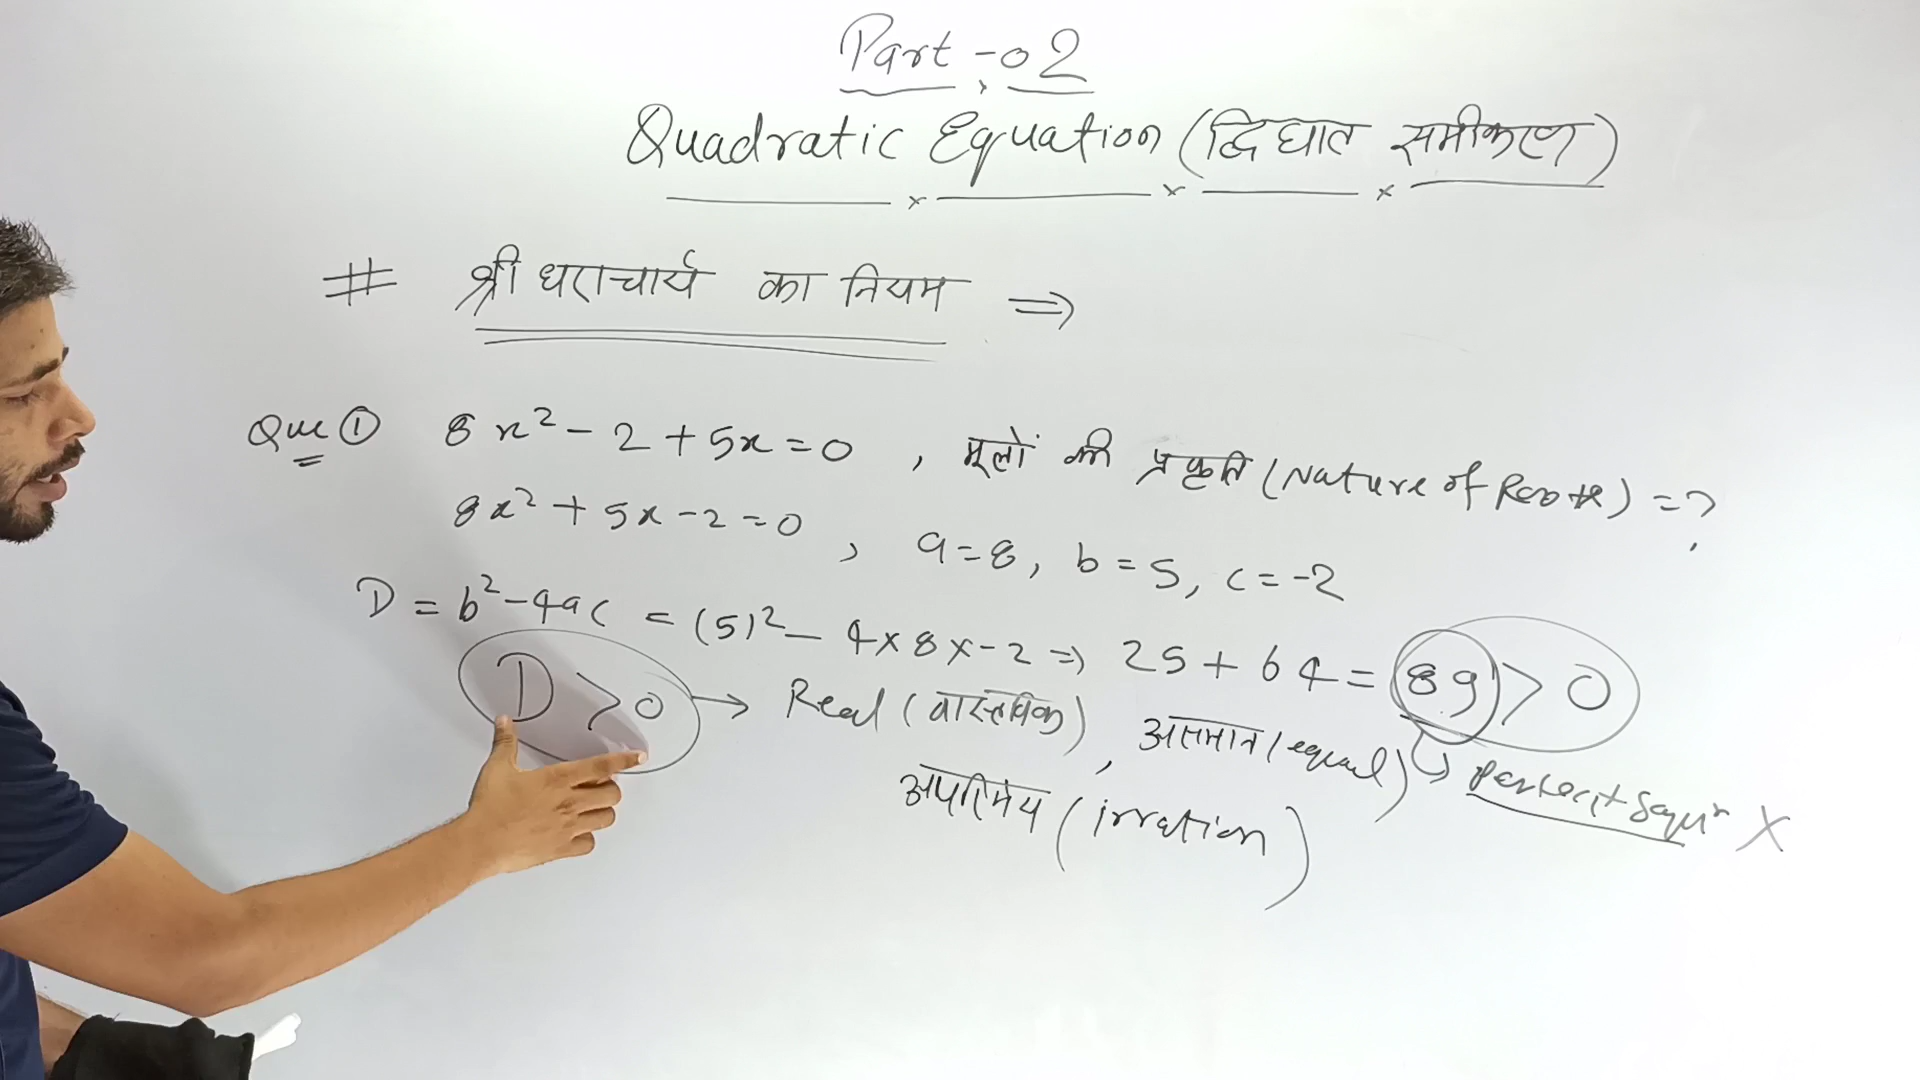 Part - 02
Quadratic Equation (द्विघात समीकरण)
# श्री धराचार्य का नियम ⇒
Que ① 8x² - 2 + 5x = 0 , मूलों की प्रकृति (Nature of Roots) = ?
8x² + 5x - 2 = 0 , a = 8, b = 5, c = -2
D = b² - 4ac = (5)² - 4 x 8 x - 2 ⇒ 25 + 64 = 89 > 0
D > 0 → Real (वास्तविक) , असमान (equal) ↪ Perfect Squr X
अपरिमेय (irration)